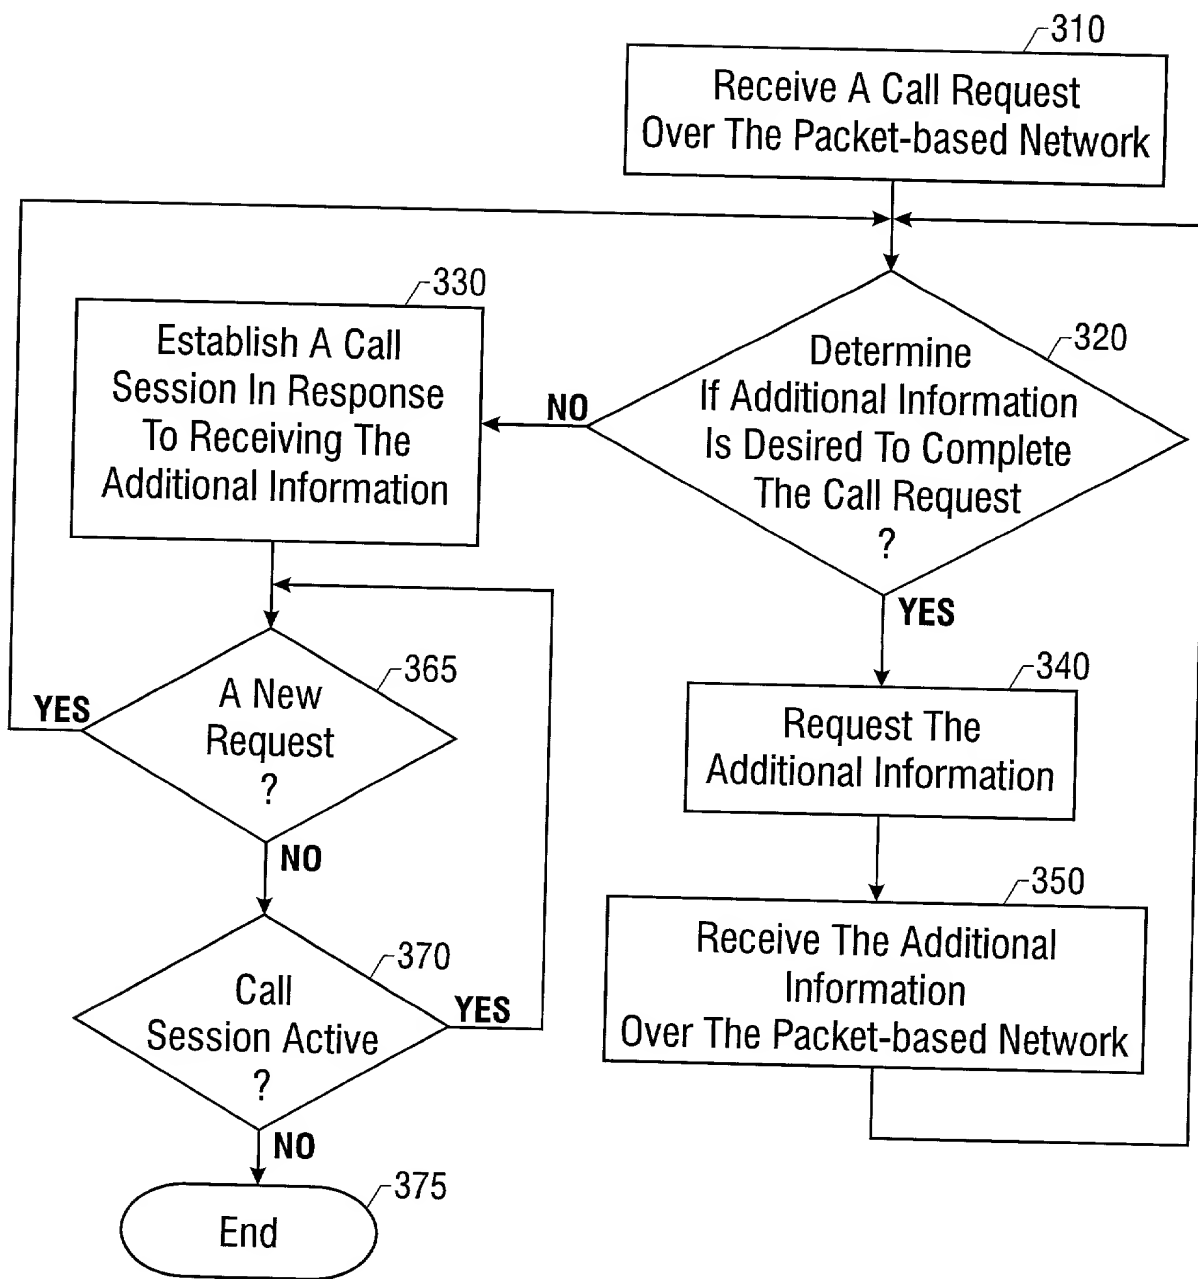 310
Receive A Call Request
Over The Packet-based Network
330
Establish A Call
Session In Response
To Receiving The
Additional Information
320
Determine
If Additional Information
Is Desired To Complete
The Call Request
?
NO
YES
365
A New
Request
?
YES
NO
340
Request The
Additional Information
350
Receive The Additional
Information
Over The Packet-based Network
370
Call
Session Active
?
YES
NO
375
End